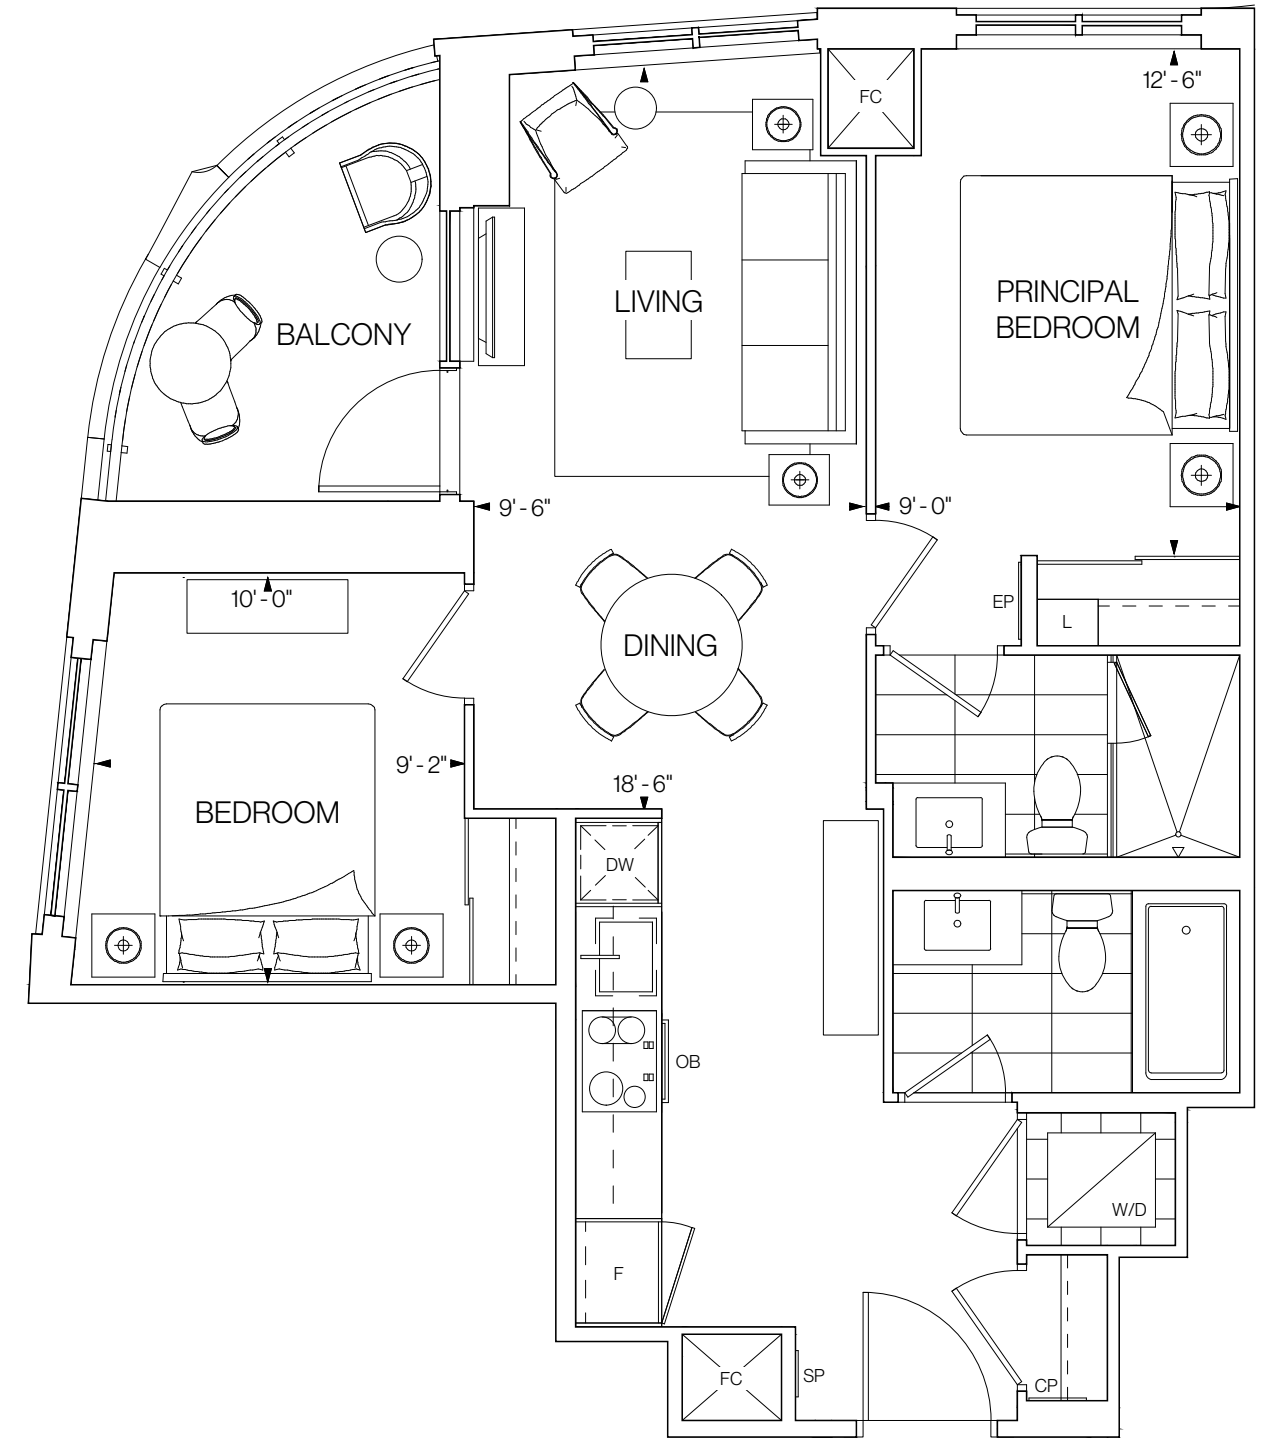 FC
12'-6"
LIVING
PRINCIPAL
BEDROOM
BALCONY
9'-6"
9'-0"
10'-0"
EP
L
DINING
9'-2"
18'-6"
BEDROOM
DW
OB
W/D
F
FC
SP
CP